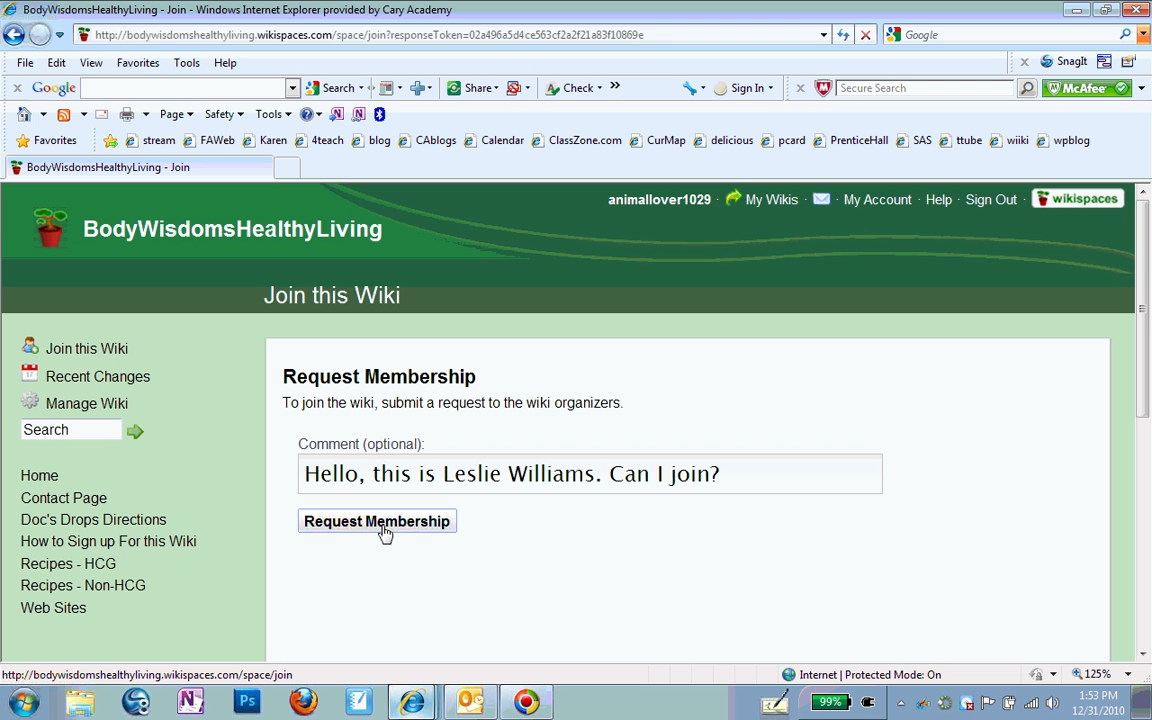 BodyWisdomsHealthyLiving - Join - Windows Internet Explorer provided by Cary Academy
http://bodywisdomshealthyliving.wikispaces.com/space/join?responseToken=02a496a5d4ce563cf2a2f21a83f10869e
Google
File Edit View Favorites Tools Help
SnagIt
Google Search Share Check Sign In Secure Search McAfee
Page Safety Tools
Favorites stream FAWeb Karen 4teach blog CAblogs Calendar ClassZone.com CurMap delicious pcard PrenticeHall SAS ttube wiiki wpblog
BodyWisdomsHealthyLiving - Join
animallover1029 · My Wikis · My Account · Help · Sign Out · wikispaces
BodyWisdomsHealthyLiving
Join this Wiki
Join this Wiki
Recent Changes
Manage Wiki
Search
Home
Contact Page
Doc's Drops Directions
How to Sign up For this Wiki
Recipes - HCG
Recipes - Non-HCG
Web Sites
Request Membership
To join the wiki, submit a request to the wiki organizers.
Comment (optional):
Hello, this is Leslie Williams. Can I join?
Request Membership
http://bodywisdomshealthyliving.wikispaces.com/space/join
Internet | Protected Mode: On
125%
99%
1:53 PM
12/31/2010